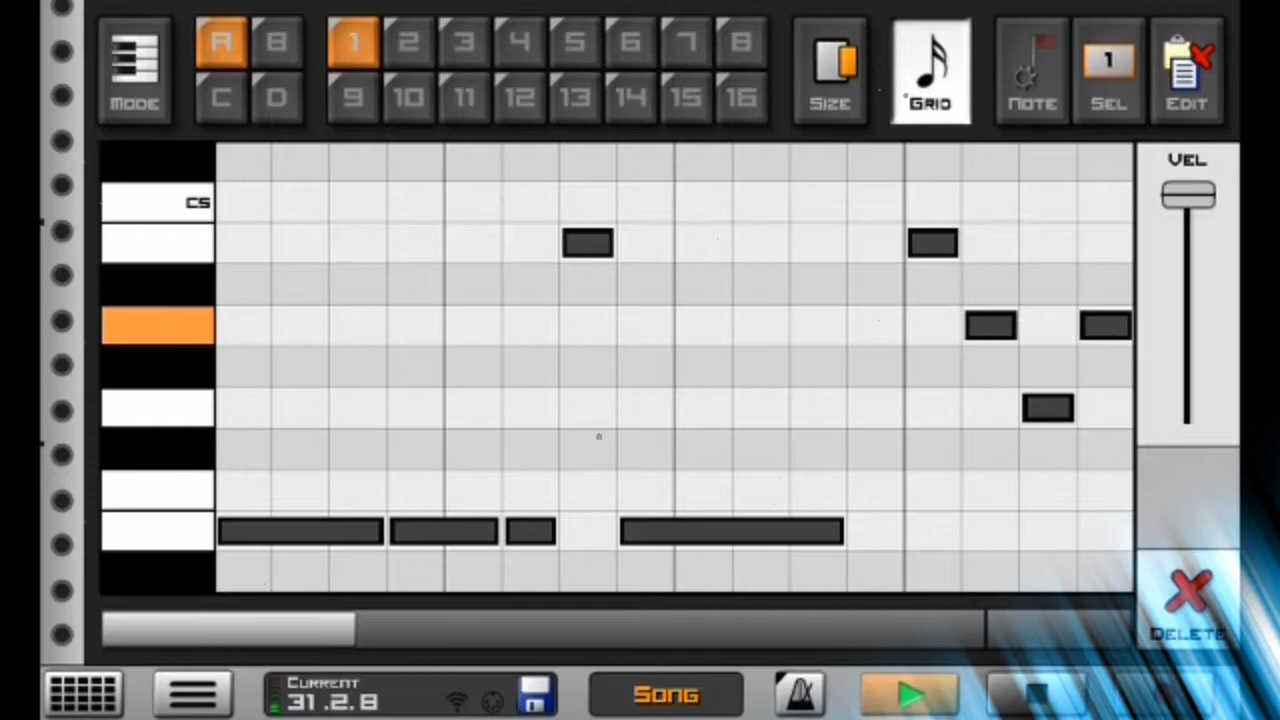 A B 1 2 3 4 5 6 7 8
C D 9 10 11 12 13 14 15 16
MODE SIZE GRID NOTE 1 SEL EDIT
VEL
C5
DELETE
CURRENT
31.2.8
SONG